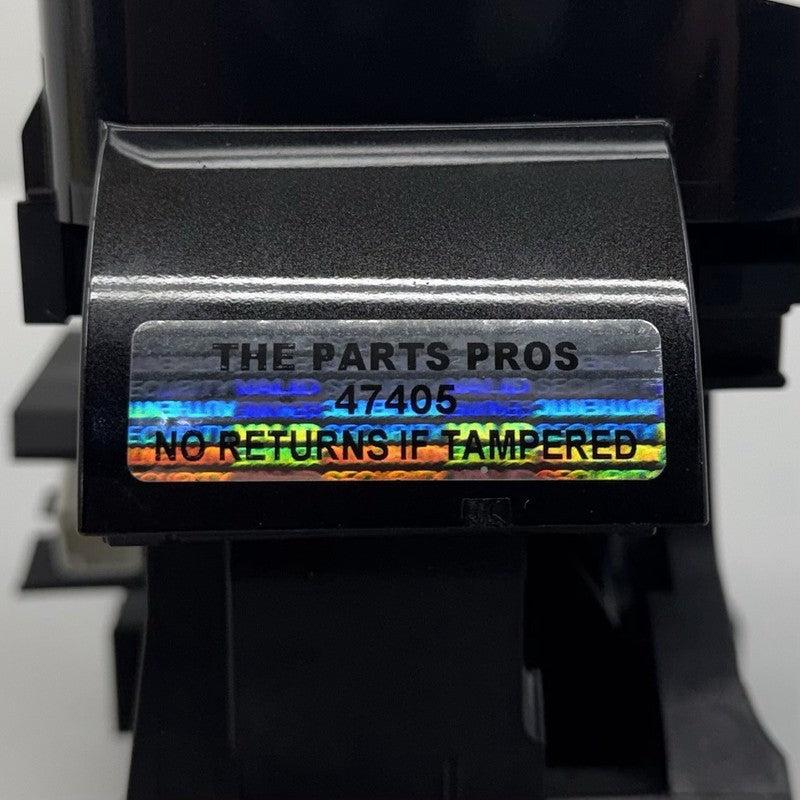 THE PARTS PROS
47405
NO RETURNS IF TAMPERED